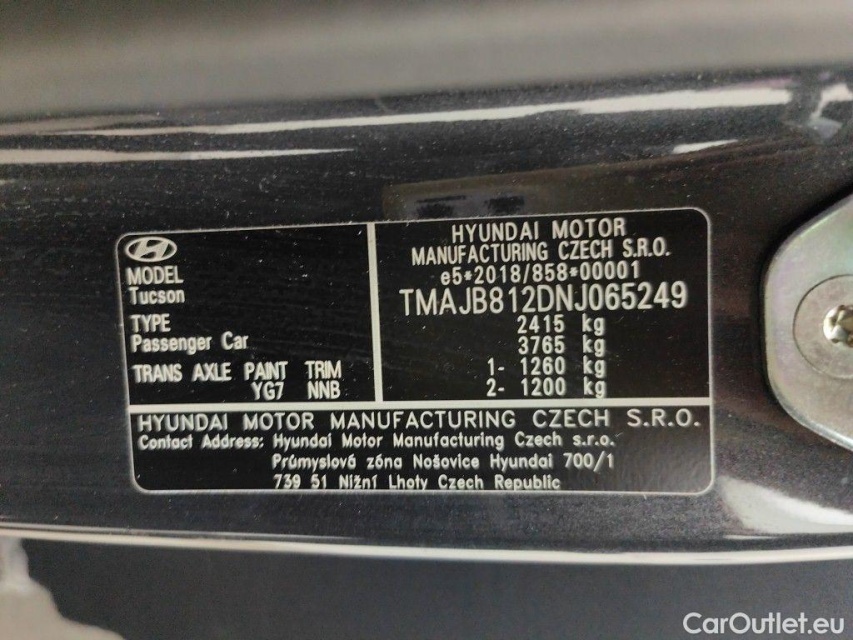 MODEL
Tucson
TYPE
Passenger Car
TRANS AXLE PAINT TRIM
YG7 NNB
HYUNDAI MOTOR
MANUFACTURING CZECH S.R.O.
e5*2018/858*00001
TMAJB812DNJ065249
2415 kg
3765 kg
1- 1260 kg
2- 1200 kg
HYUNDAI MOTOR MANUFACTURING CZECH S.R.O.
Contact Address: Hyundai Motor Manufacturing Czech s.r.o.
Průmyslová zóna Nošovice Hyundai 700/1
739 51 Nižní Lhoty Czech Republic
CarOutlet.eu